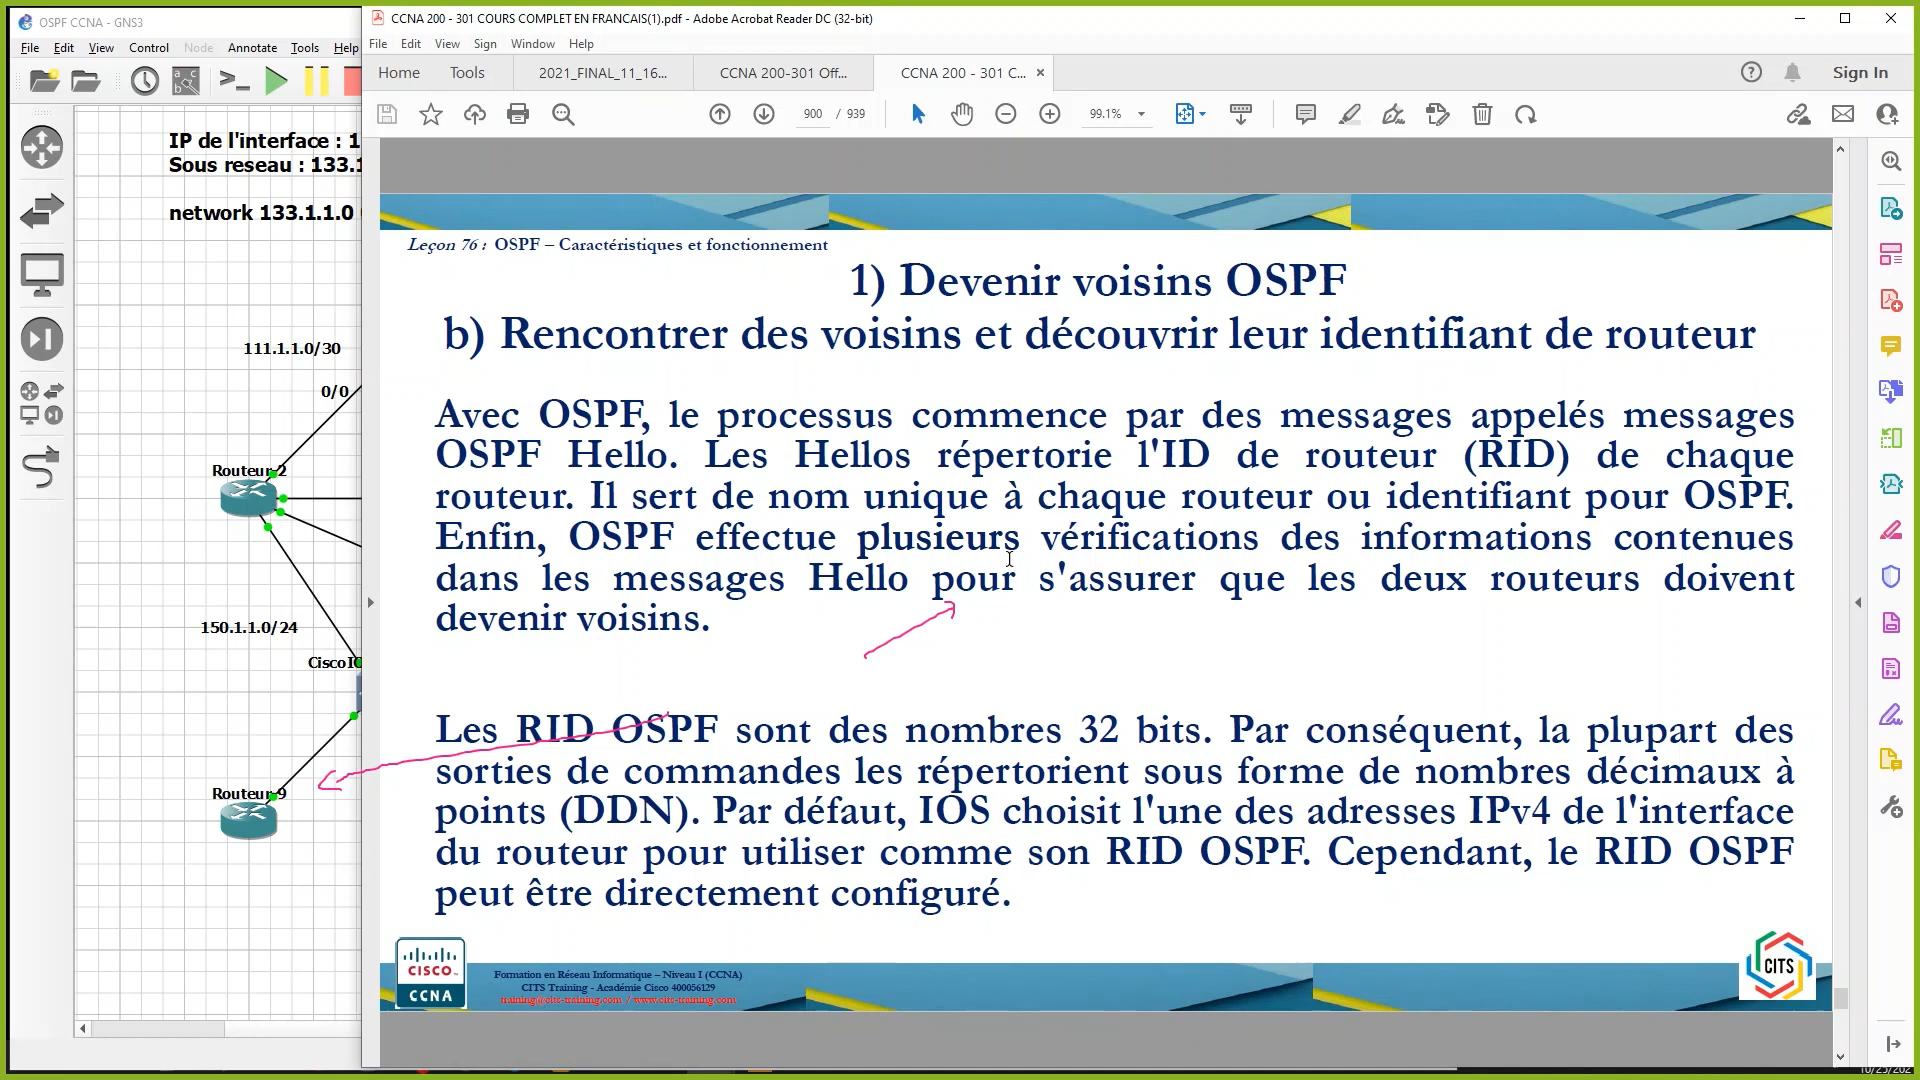 OSPF CCNA - GNS3
File Edit View Control Node Annotate Tools Help
IP de l'interface : 1
Sous reseau : 133.1
network 133.1.1.0
111.1.1.0/30
0/0
Routeur-2
150.1.1.0/24
Routeur-9
CCNA 200 - 301 COURS COMPLET EN FRANCAIS(1).pdf - Adobe Acrobat Reader DC (32-bit)
File Edit View Sign Window Help
Home Tools 2021_FINAL_11_16... CCNA 200-301 Off... CCNA 200 - 301 C... Sign In
900 / 939 99.1%
Leçon 76 : OSPF – Caractéristiques et fonctionnement
1) Devenir voisins OSPF
b) Rencontrer des voisins et découvrir leur identifiant de routeur
Avec OSPF, le processus commence par des messages appelés messages
OSPF Hello. Les Hellos répertorie l'ID de routeur (RID) de chaque
routeur. Il sert de nom unique à chaque routeur ou identifiant pour OSPF.
Enfin, OSPF effectue plusieurs vérifications des informations contenues
dans les messages Hello pour s'assurer que les deux routeurs doivent
devenir voisins.
Les RID OSPF sont des nombres 32 bits. Par conséquent, la plupart des
sorties de commandes les répertorient sous forme de nombres décimaux à
points (DDN). Par défaut, IOS choisit l'une des adresses IPv4 de l'interface
du routeur pour utiliser comme son RID OSPF. Cependant, le RID OSPF
peut être directement configuré.
CISCO
CCNA
Formation en Réseau Informatique – Niveau I (CCNA)
CITS Training - Académie Cisco 400056129
training@cits-training.com / www.cits-training.com
CITS